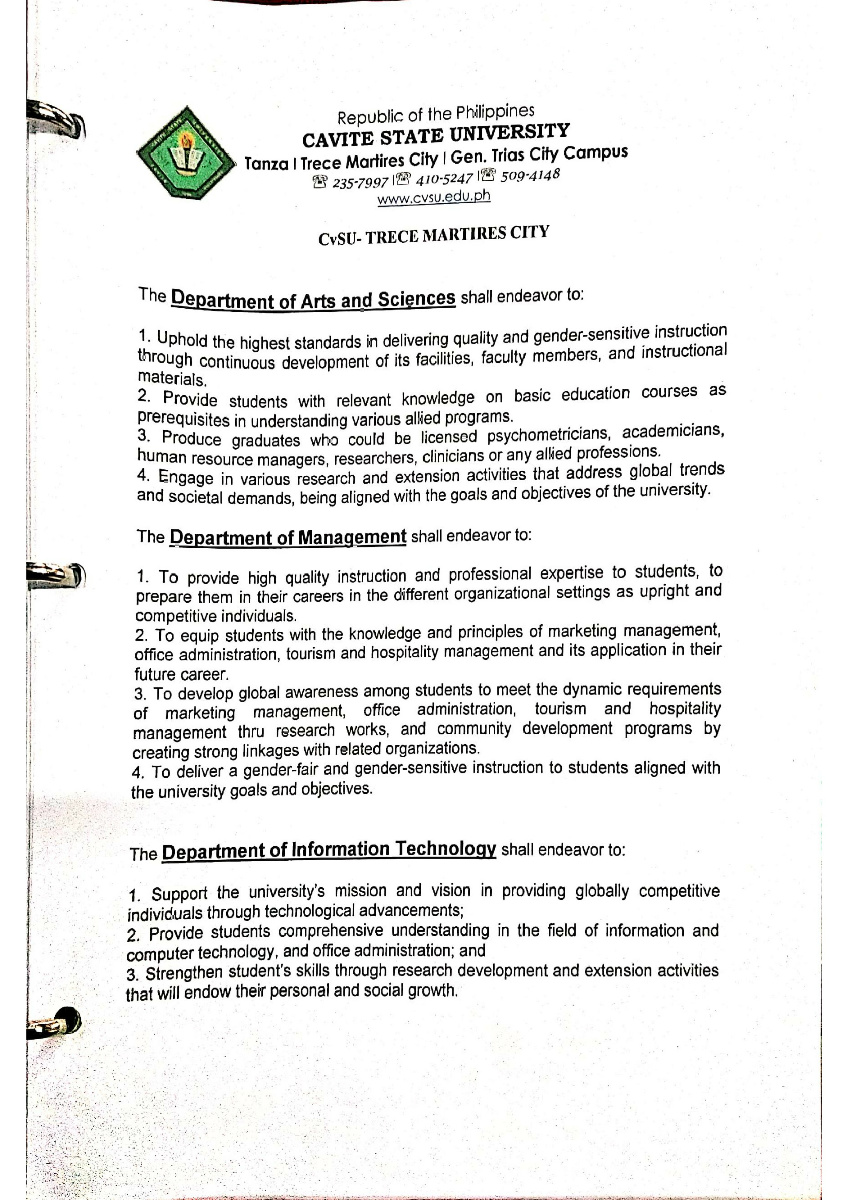 Republic of the Philippines
CAVITE STATE UNIVERSITY
Tanza | Trece Martires City | Gen. Trias City Campus
☏ 235-7997 |☏ 410-5247 |☏ 509-4148
www.cvsu.edu.ph
CvSU- TRECE MARTIRES CITY
The Department of Arts and Sciences shall endeavor to:
1. Uphold the highest standards in delivering quality and gender-sensitive instruction
through continuous development of its facilities, faculty members, and instructional
materials.
2. Provide students with relevant knowledge on basic education courses as
prerequisites in understanding various allied programs.
3. Produce graduates who could be licensed psychometricians, academicians,
human resource managers, researchers, clinicians or any allied professions.
4. Engage in various research and extension activities that address global trends
and societal demands, being aligned with the goals and objectives of the university.
The Department of Management shall endeavor to:
1. To provide high quality instruction and professional expertise to students, to
prepare them in their careers in the different organizational settings as upright and
competitive individuals.
2. To equip students with the knowledge and principles of marketing management,
office administration, tourism and hospitality management and its application in their
future career.
3. To develop global awareness among students to meet the dynamic requirements
of marketing management, office administration, tourism and hospitality
management thru research works, and community development programs by
creating strong linkages with related organizations.
4. To deliver a gender-fair and gender-sensitive instruction to students aligned with
the university goals and objectives.
The Department of Information Technology shall endeavor to:
1. Support the university's mission and vision in providing globally competitive
individuals through technological advancements;
2. Provide students comprehensive understanding in the field of information and
computer technology, and office administration; and
3. Strengthen student's skills through research development and extension activities
that will endow their personal and social growth.